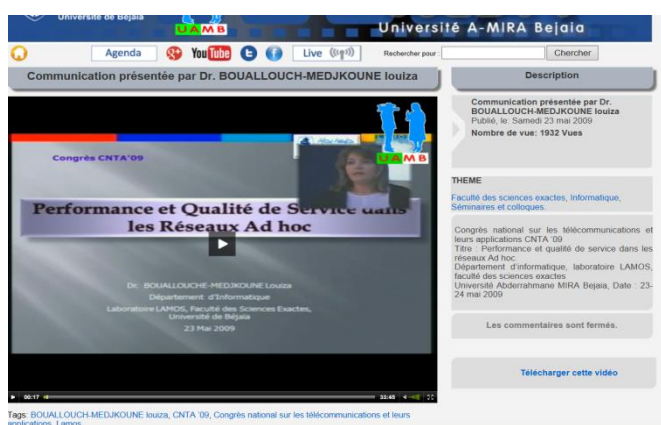 Université de Béjaia
UAMB
Université A-MIRA Bejaia
Agenda
YouTube
Live
Rechercher pour :
Chercher
Communication présentée par Dr. BOUALLOUCH-MEDJKOUNE louiza
UAMB
Congrès CNTA'09
Performance et Qualité de Service dans
les Réseaux Ad hoc
Dr. BOUALLOUCHE-MEDJKOUNE Louiza
Département d'Informatique
Laboratoire LAMOS, Faculté des Sciences Exactes,
Université de Béjaia
23 Mai 2009
00:17
33:45
Tags: BOUALLOUCH-MEDJKOUNE louiza, CNTA '09, Congrès national sur les télécommunications et leurs
applications, Lamos
Description
Communication présentée par Dr.
BOUALLOUCH-MEDJKOUNE louiza
Publié, le: Samedi 23 mai 2009
Nombre de vue: 1932 Vues
THEME
Faculté des sciences exactes, Informatique,
Séminaires et colloques.
Congrès national sur les télécommunications et
leurs applications CNTA '09
Titre : Performance et qualité de service dans les
réseaux Ad hoc.
Département d'informatique, laboratoire LAMOS,
faculté des sciences exactes
Université Abderrahmane MIRA Bejaia, Date : 23-
24 mai 2009
Les commentaires sont fermés.
Télécharger cette vidéo